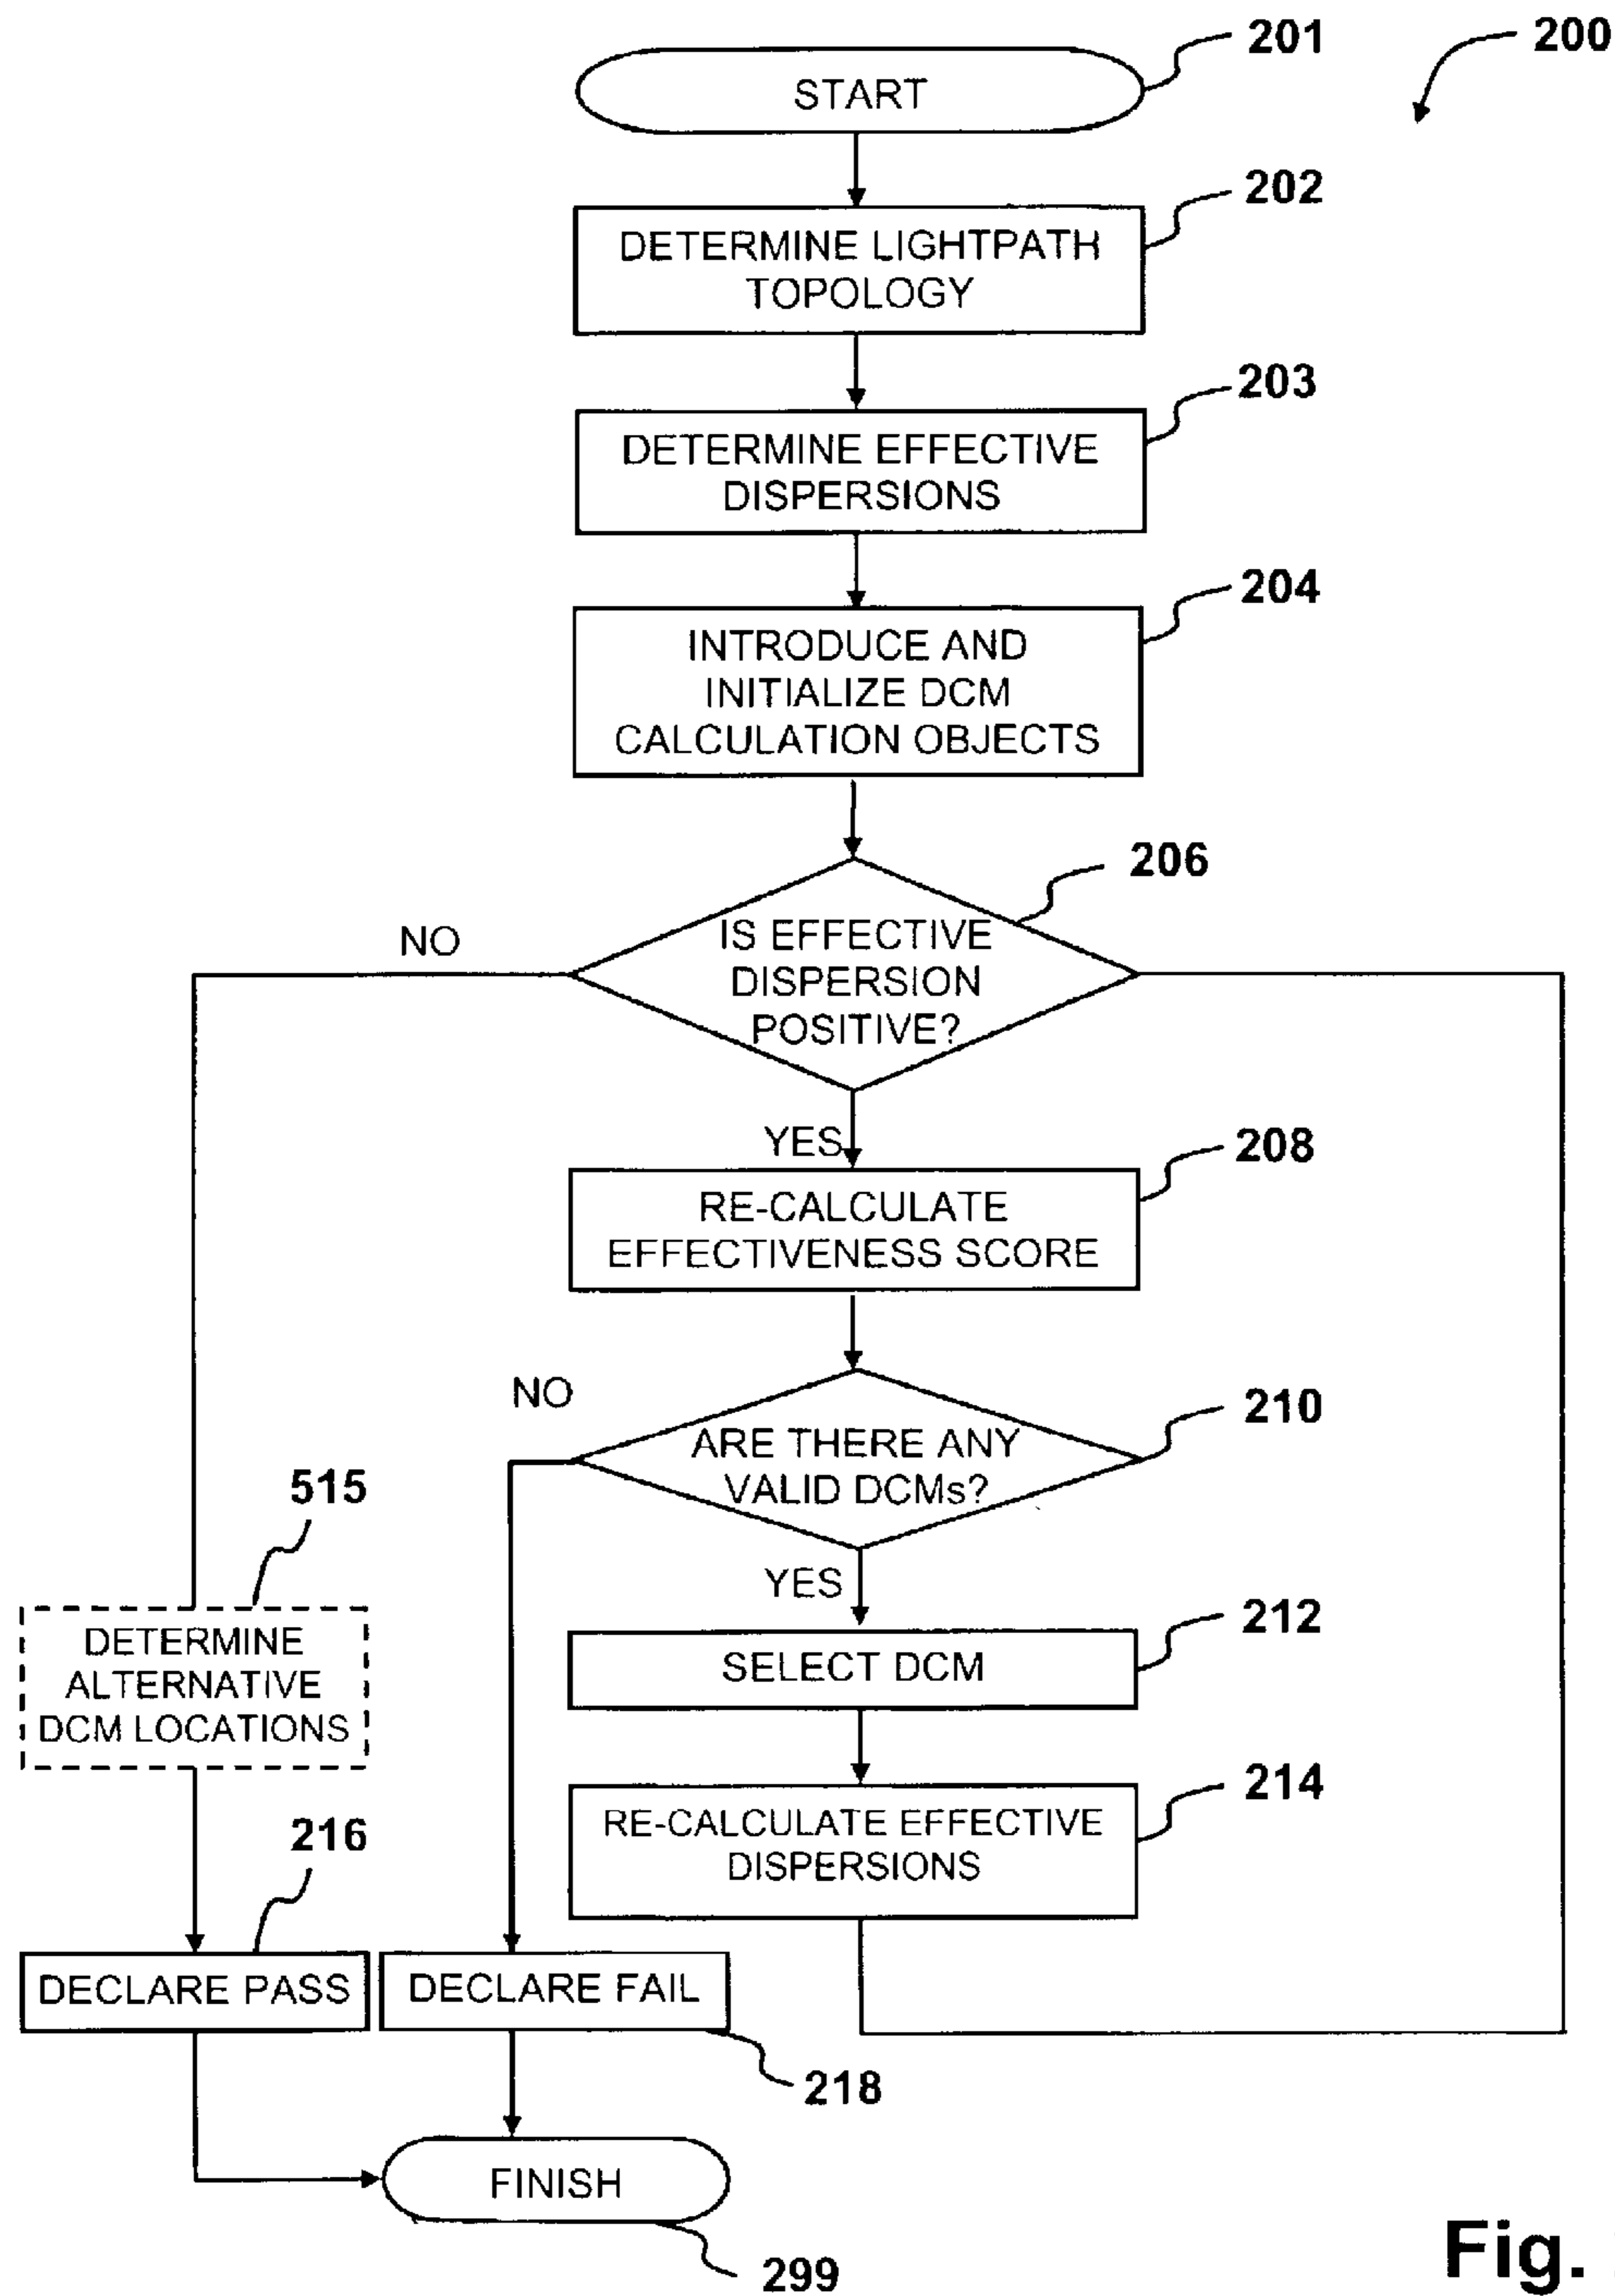 201
200
START
202
DETERMINE LIGHTPATH
TOPOLOGY
203
DETERMINE EFFECTIVE
DISPERSIONS
204
INTRODUCE AND
INITIALIZE DCM
CALCULATION OBJECTS
206
NO
IS EFFECTIVE
DISPERSION
POSITIVE?
YES
208
RE-CALCULATE
EFFECTIVENESS SCORE
NO
210
ARE THERE ANY
VALID DCMs?
515
YES
212
DETERMINE
ALTERNATIVE
DCM LOCATIONS
SELECT DCM
214
216
RE-CALCULATE EFFECTIVE
DISPERSIONS
DECLARE PASS
DECLARE FAIL
218
FINISH
299
Fig.